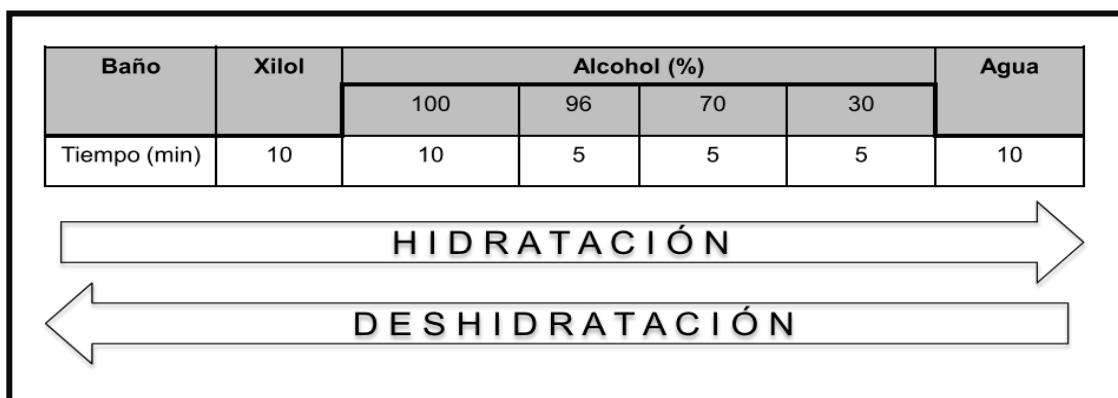 Baño Xilol Alcohol (%) Agua
100 96 70 30
Tiempo (min) 10 10 5 5 5 10
HIDRATACIÓN
DESHIDRATACIÓN